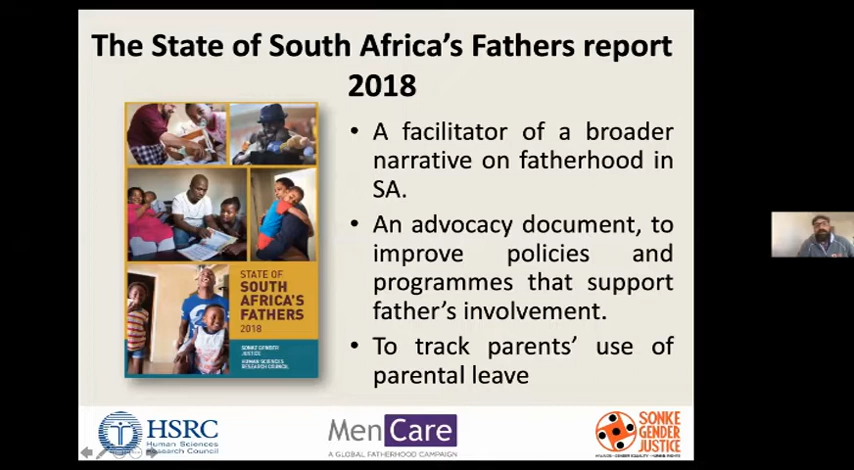 The State of South Africa's Fathers report
2018
• A facilitator of a broader
narrative on fatherhood in
SA.
• An advocacy document, to
improve policies and
programmes that support
father's involvement.
• To track parents' use of
parental leave
STATE OF
SOUTH
AFRICA'S
FATHERS
2018
SONKE GENDER
JUSTICE
HUMAN SCIENCES
RESEARCH COUNCIL
HSRC
Human Sciences
Research Council
MenCare
A GLOBAL FATHERHOOD CAMPAIGN
SONKE
GENDER
JUSTICE